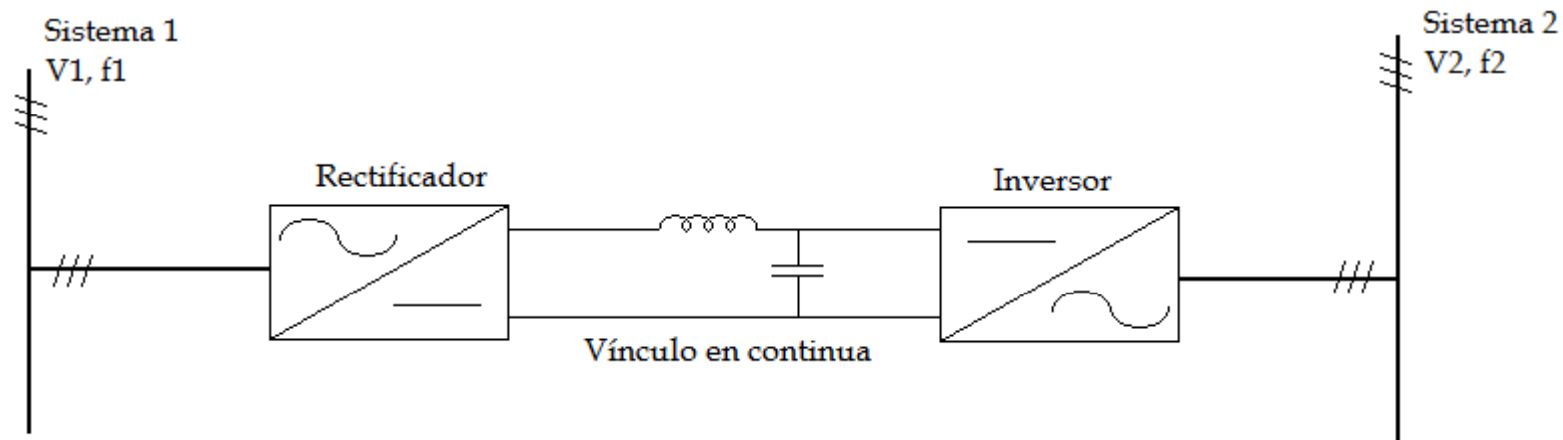 Sistema 1
V1, f1
Sistema 2
V2, f2
Rectificador
Inversor
Vínculo en continua